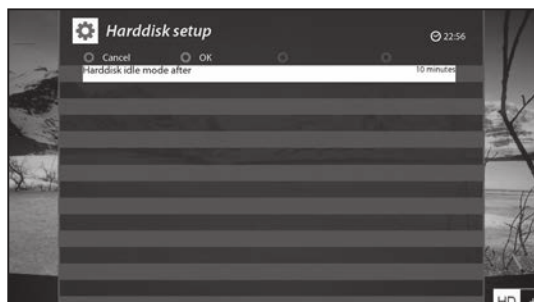 Harddisk setup
22:56
Cancel OK
Harddisk idle mode after 10 minutes
HD